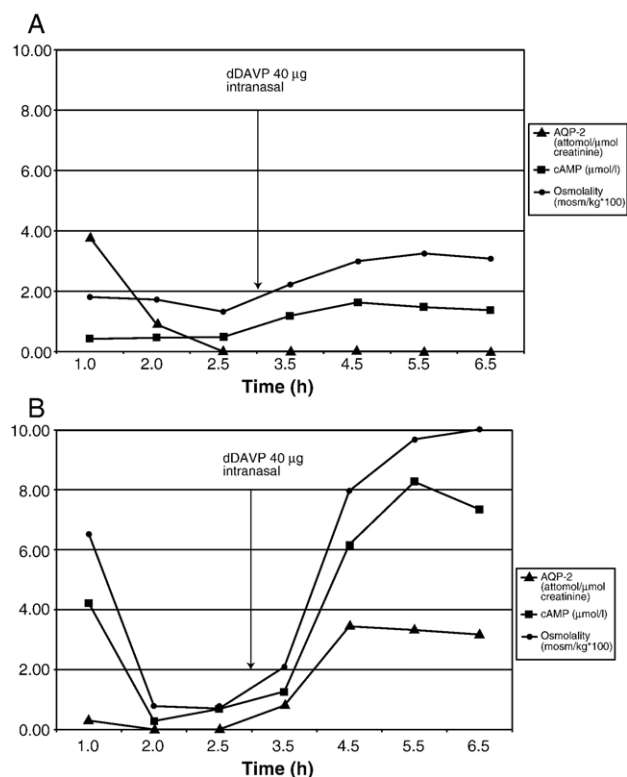 A
10.00
8.00
6.00
4.00
2.00
0.00
dDAVP 40 μg
intranasal
1.0 2.0 2.5 3.5 4.5 5.5 6.5
Time (h)
AQP-2
(attomol/μmol
creatinine)
cAMP (μmol/l)
Osmolality
(mosm/kg*100)
B
10.00
8.00
6.00
4.00
2.00
0.00
dDAVP 40 μg
intranasal
1.0 2.0 2.5 3.5 4.5 5.5 6.5
Time (h)
AQP-2
(attomol/μmol
creatinine)
cAMP (μmol/l)
Osmolality
(mosm/kg*100)